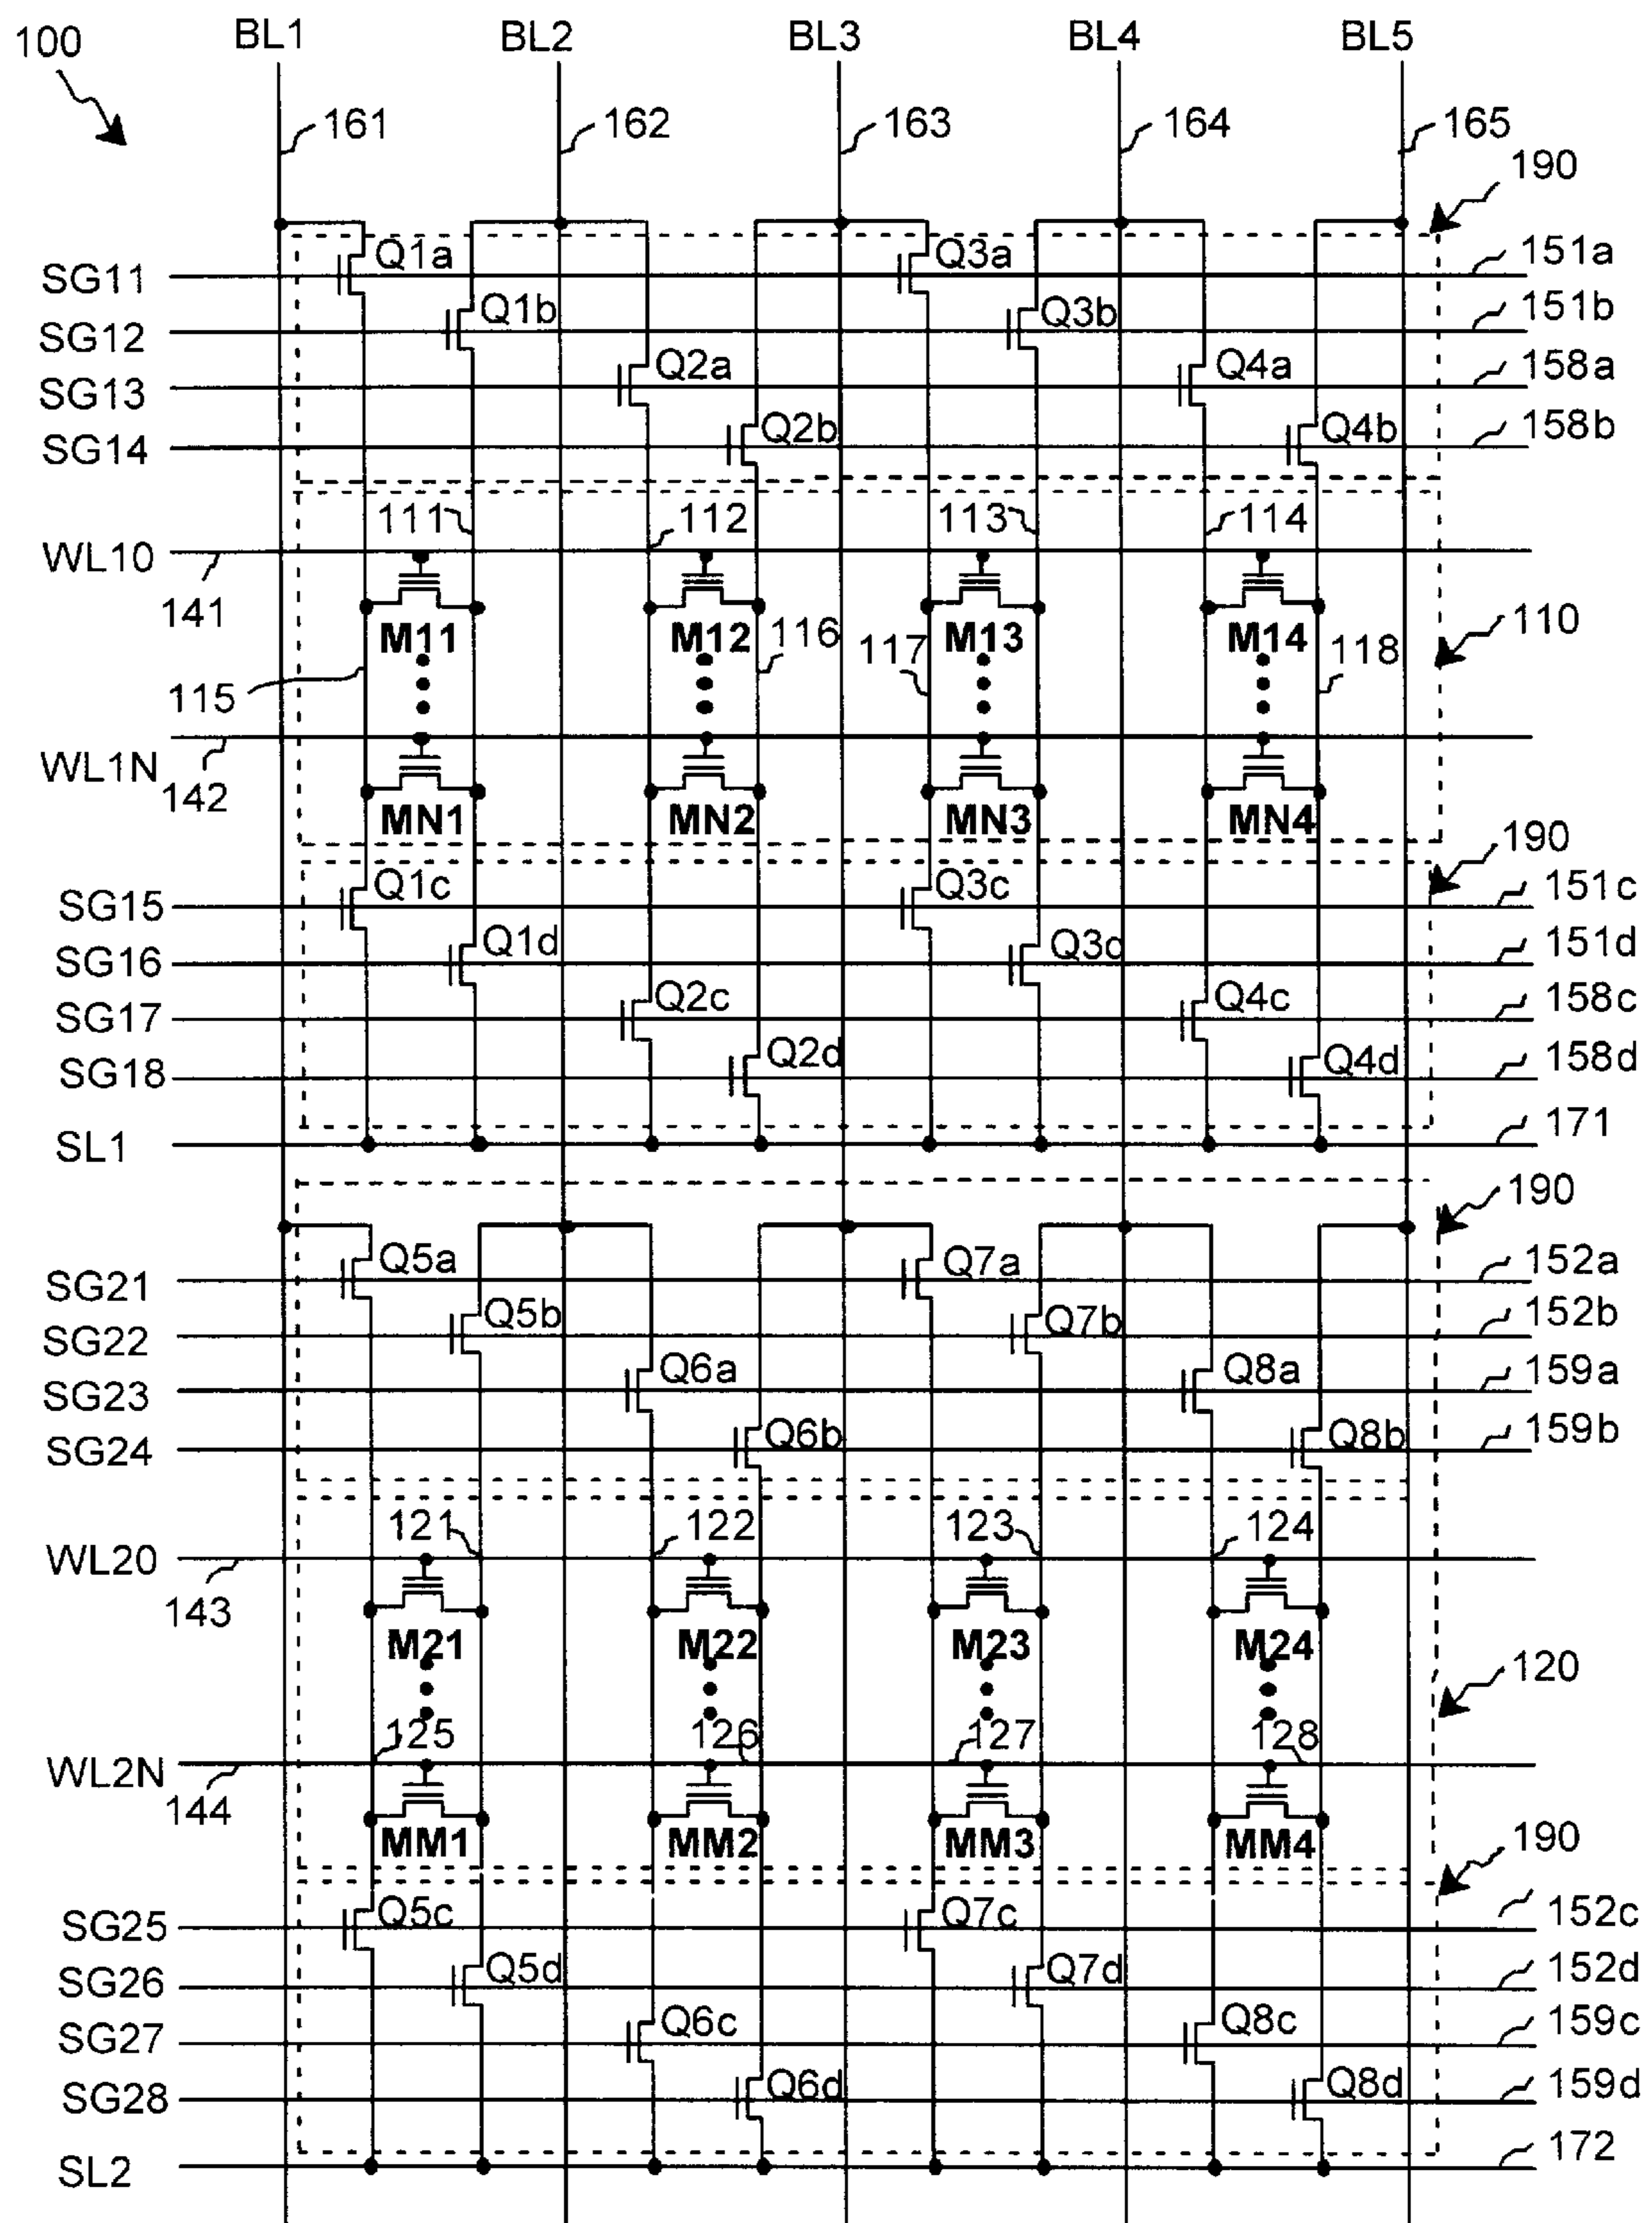 100 BL1 BL2 BL3 BL4 BL5
161 162 163 164 165
190
SG11 Q1a Q3a 151a
SG12 Q1b Q3b 151b
SG13 Q2a Q4a 158a
SG14 Q2b Q4b 158b
111 112 113 114
WL10
141
M11 M12 M13 M14
110
115 116 117 118
WL1N
142
MN1 MN2 MN3 MN4
190
SG15 Q1c Q3c 151c
SG16 Q1d Q3d 151d
SG17 Q2c Q4c 158c
SG18 Q2d Q4d 158d
SL1 171
190
SG21 Q5a Q7a 152a
SG22 Q5b Q7b 152b
SG23 Q6a Q8a 159a
SG24 Q6b Q8b 159b
121 122 123 124
WL20
143
M21 M22 M23 M24
120
125 126 127 128
WL2N
144
MM1 MM2 MM3 MM4
190
SG25 Q5c Q7c 152c
SG26 Q5d Q7d 152d
SG27 Q6c Q8c 159c
SG28 Q6d Q8d 159d
SL2 172